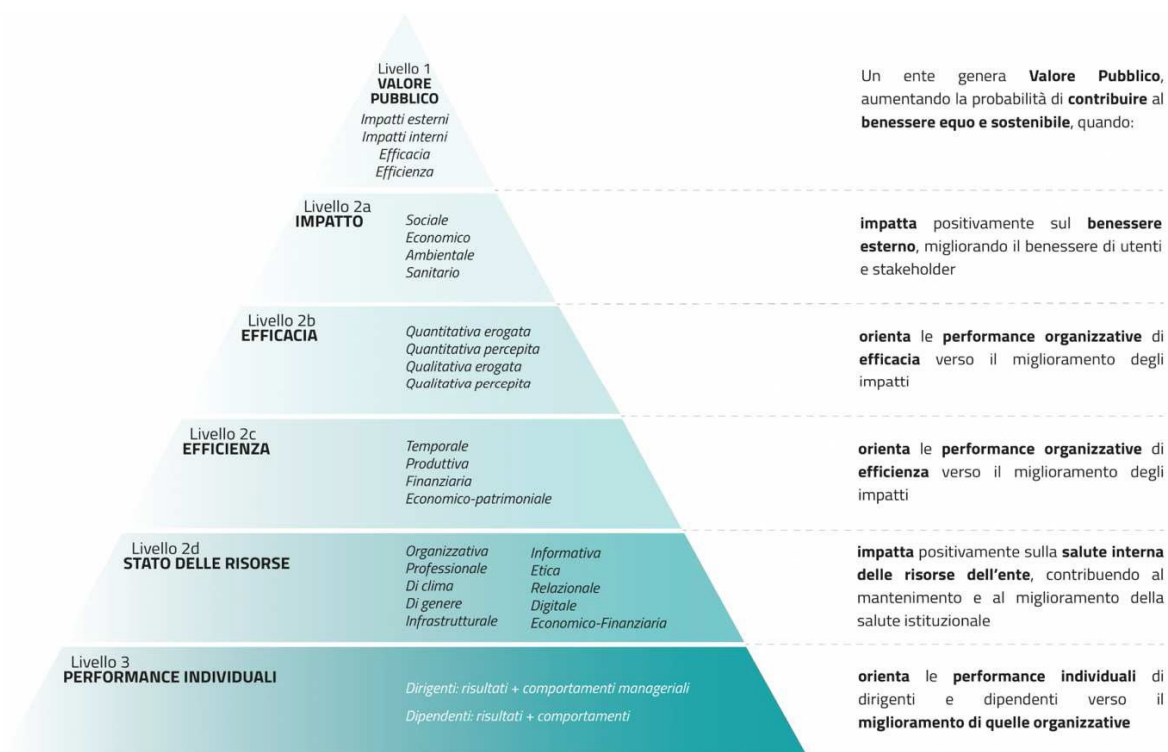 Livello 1
VALORE
PUBBLICO
Impatti esterni
Impatti interni
Efficacia
Efficienza
Un ente genera Valore Pubblico,
aumentando la probabilità di contribuire al
benessere equo e sostenibile, quando:
Livello 2a
IMPATTO
Sociale
Economico
Ambientale
Sanitario
impatta positivamente sul benessere
esterno, migliorando il benessere di utenti
e stakeholder
Livello 2b
EFFICACIA
Quantitativa erogata
Quantitativa percepita
Qualitativa erogata
Qualitativa percepita
orienta le performance organizzative di
efficacia verso il miglioramento degli
impatti
Livello 2c
EFFICIENZA
Temporale
Produttiva
Finanziaria
Economico-patrimoniale
orienta le performance organizzative di
efficienza verso il miglioramento degli
impatti
Livello 2d
STATO DELLE RISORSE
Organizzativa
Professionale
Di clima
Di genere
Infrastrutturale
Informativa
Etica
Relazionale
Digitale
Economico-Finanziaria
impatta positivamente sulla salute interna
delle risorse dell'ente, contribuendo al
mantenimento e al miglioramento della
salute istituzionale
Livello 3
PERFORMANCE INDIVIDUALI
Dirigenti: risultati + comportamenti manageriali
Dipendenti: risultati + comportamenti
orienta le performance individuali di
dirigenti e dipendenti verso il
miglioramento di quelle organizzative